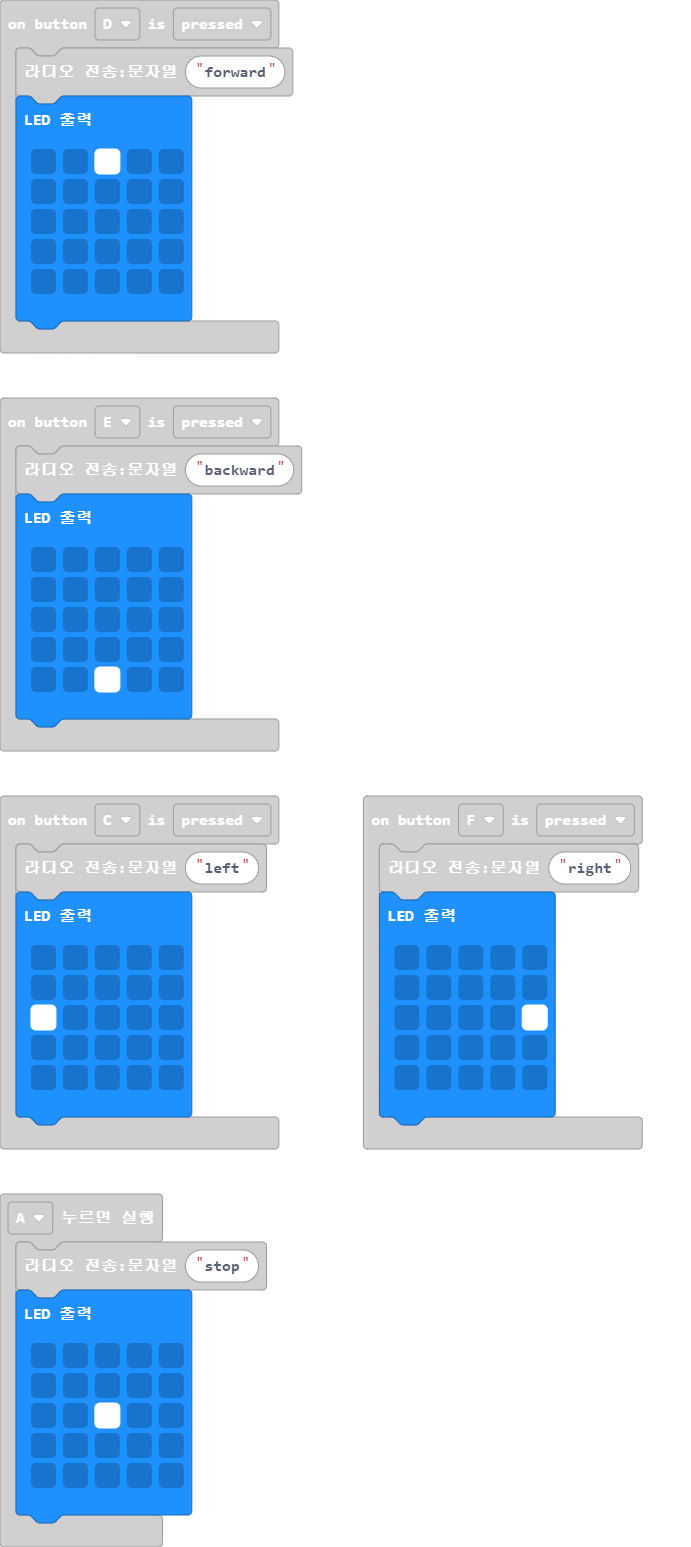 on button D is pressed
라디오 전송:문자열 "forward"
LED 출력
on button E is pressed
라디오 전송:문자열 "backward"
LED 출력
on button C is pressed
라디오 전송:문자열 "left"
LED 출력
on button F is pressed
라디오 전송:문자열 "right"
LED 출력
A 누르면 실행
라디오 전송:문자열 "stop"
LED 출력